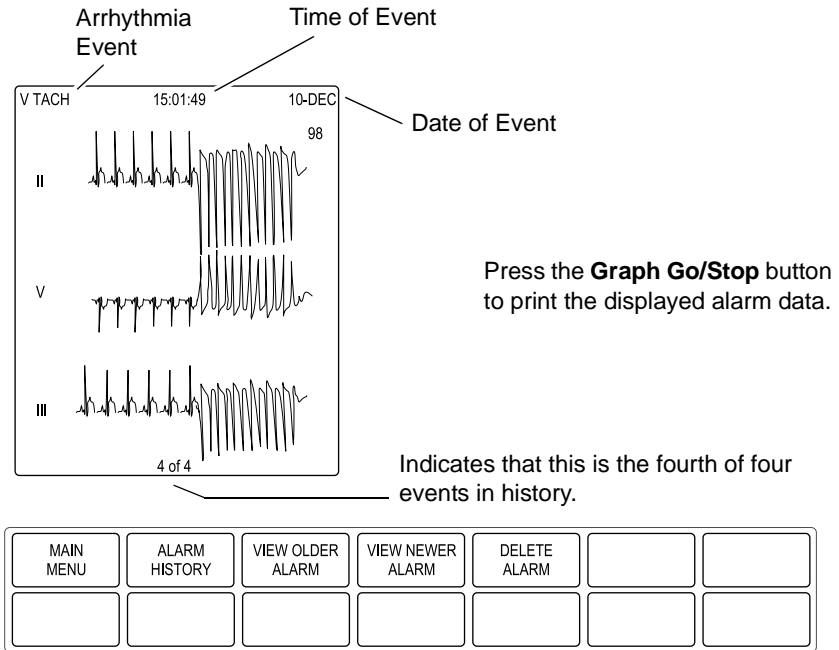 Arrhythmia
Event
Time of Event
V TACH 15:01:49 10-DEC
Date of Event
98
II
Press the Graph Go/Stop button
to print the displayed alarm data.
V
III
4 of 4
Indicates that this is the fourth of four
events in history.
MAIN
MENU
ALARM
HISTORY
VIEW OLDER
ALARM
VIEW NEWER
ALARM
DELETE
ALARM